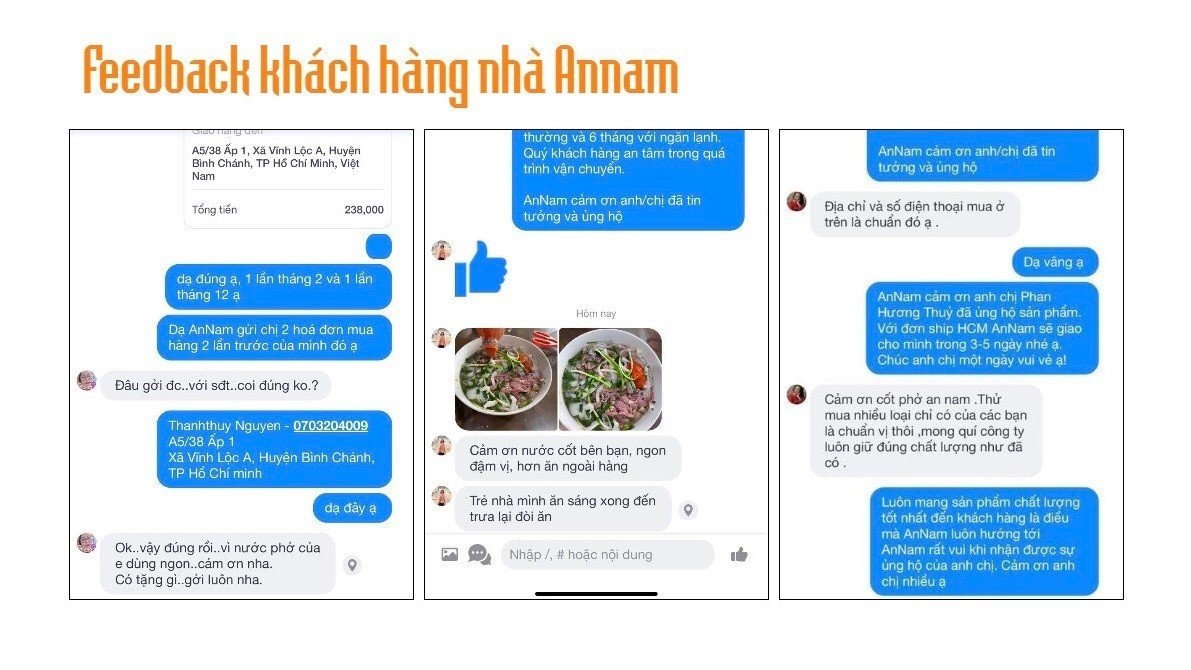 Feedback khách hàng nhà Annam
Giao hàng đến
A5/38 Ấp 1, Xã Vĩnh Lộc A, Huyện
Bình Chánh, TP Hồ Chí Minh, Việt
Nam
Tổng tiền 238,000
dạ đúng ạ, 1 lần tháng 2 và 1 lần
tháng 12 ạ
Dạ AnNam gửi chị 2 hoá đơn mua
hàng 2 lần trước của mình đó ạ
Đâu gởi đc..với sđt..coi đúng ko.?
Thanhthuy Nguyen - 0703204009
A5/38 Ấp 1
Xã Vĩnh Lộc A, Huyện Bình Chánh,
TP Hồ Chí minh
dạ đây ạ
Ok..vậy đúng rồi..vì nước phở của
e dùng ngon..cám ơn nha.
Có tặng gì..gởi luôn nha.
thường và 6 tháng với ngăn lạnh.
Quý khách hàng an tâm trong quá
trình vận chuyển.
AnNam cảm ơn anh/chị đã tin
tưởng và ủng hộ
Hôm nay
Cảm ơn nước cốt bên bạn, ngon
đậm vị, hơn ăn ngoài hàng
Trẻ nhà mình ăn sáng xong đến
trưa lại đòi ăn
Nhập /, # hoặc nội dung
AnNam cảm ơn anh/chị đã tin
tưởng và ủng hộ
Địa chỉ và số điện thoại mua ở
trên là chuẩn đó ạ .
Dạ vâng ạ
AnNam cảm ơn anh chị Phan
Hương Thuý đã ủng hộ sản phẩm.
Với đơn ship HCM AnNam sẽ giao
cho mình trong 3-5 ngày nhé ạ.
Chúc anh chị một ngày vui vẻ ạ!
Cảm ơn cốt phở an nam .Thử
mua nhiều loại chỉ có của các bạn
là chuẩn vị thôi ,mong quí công ty
luôn giữ đúng chất lượng như đã
có .
Luôn mang sản phẩm chất lượng
tốt nhất đến khách hàng là điều
mà AnNam luôn hướng tới
AnNam rất vui khi nhận được sự
ủng hộ của anh chị. Cảm ơn anh
chị nhiều ạ